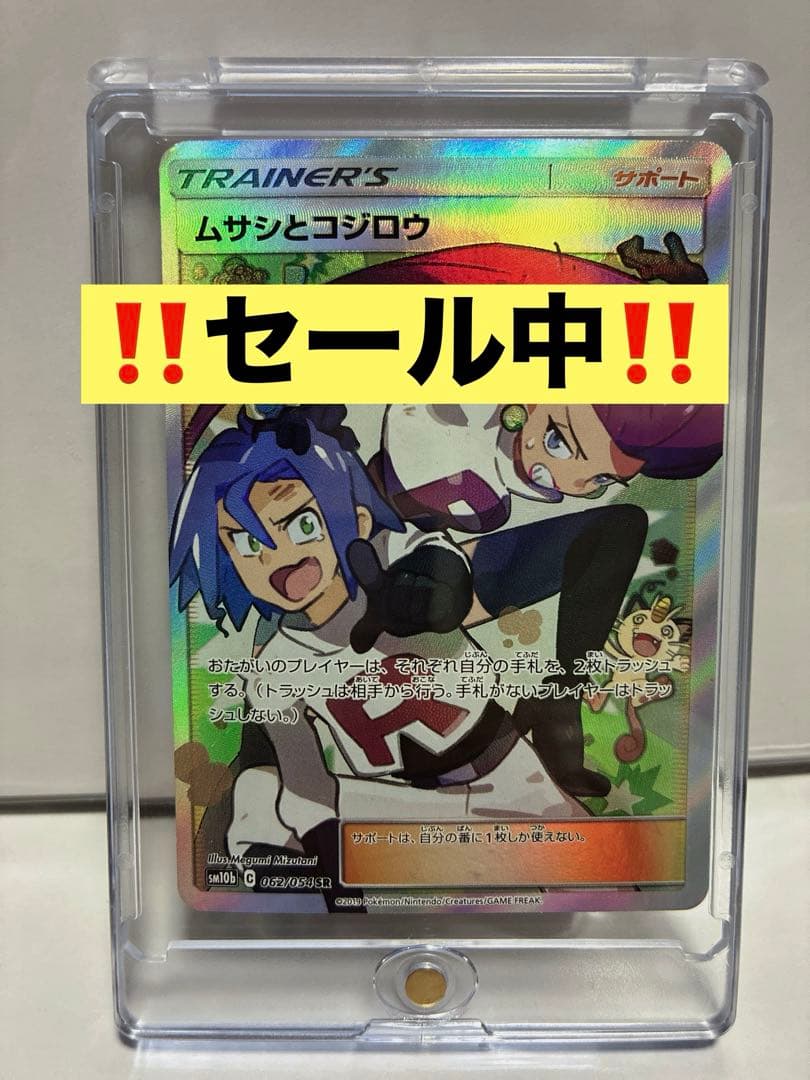 TRAINER'S
サポート
ムサシとコジロウ
‼️セール中‼️
おたがいのプレイヤーは、それぞれ自分の手札を、2枚トラッシュ
する。(トラッシュは相手から行う。手札がないプレイヤーはトラッ
シュしない。)
サポートは、自分の番に1枚しか使えない。
Illus. Megumi Mizutani
sm10b C 062/054 SR
©2019 Pokémon/Nintendo/Creatures/GAME FREAK.